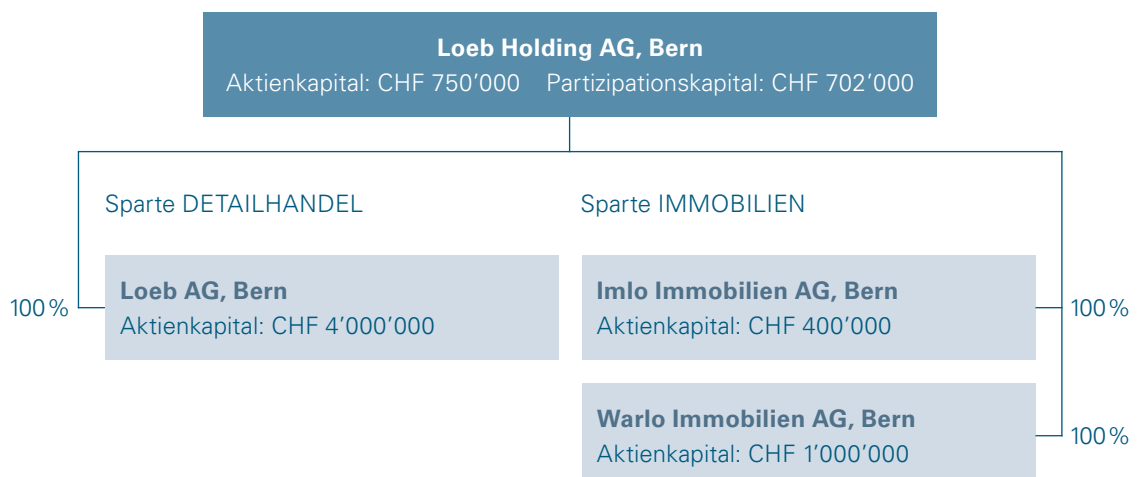 Loeb Holding AG, Bern
Aktienkapital: CHF 750’000 Partizipationskapital: CHF 702’000
Sparte DETAILHANDEL
Loeb AG, Bern
Aktienkapital: CHF 4’000’000
100 %
Sparte IMMOBILIEN
Imlo Immobilien AG, Bern
Aktienkapital: CHF 400’000
100 %
Warlo Immobilien AG, Bern
Aktienkapital: CHF 1’000’000
100 %